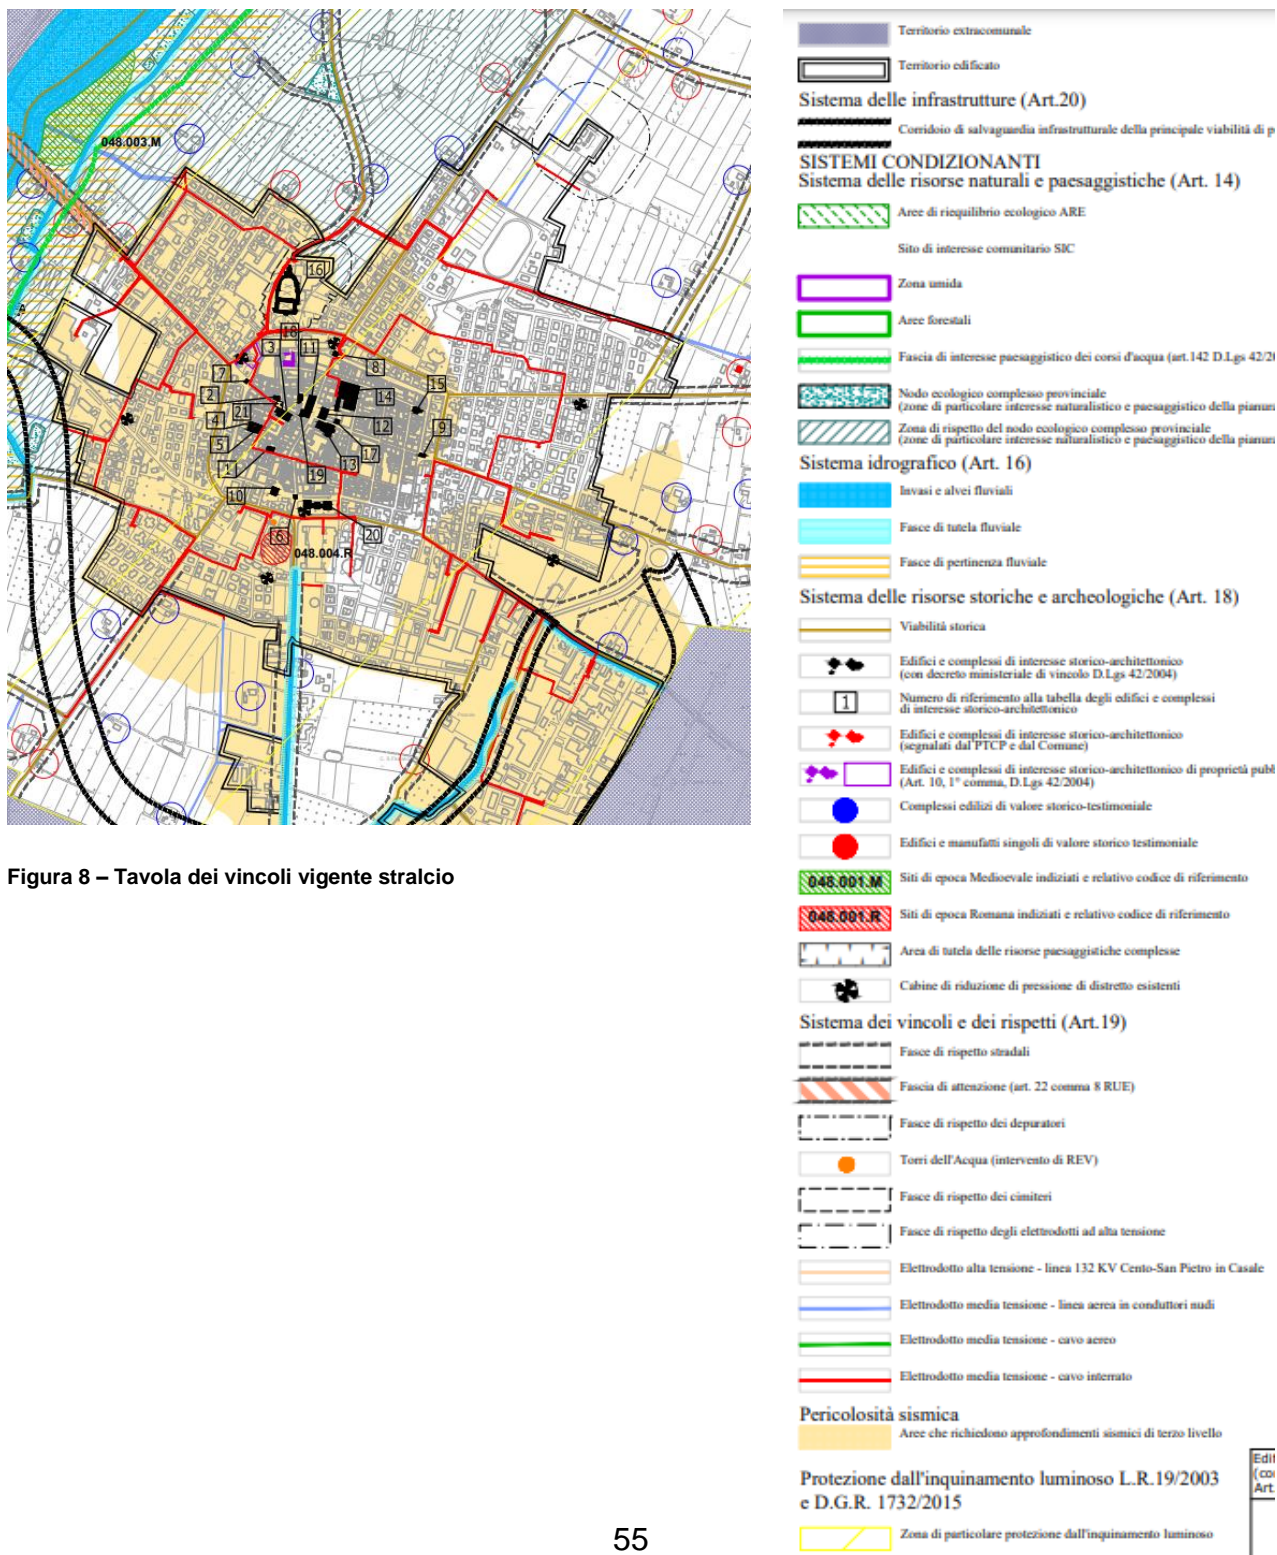 048.003.M
16
18
3
11
7
8
2
15
14
21
4
12
9
5
17
1
13
19
10
6
20
048.004.R
Figura 8 – Tavola dei vincoli vigente stralcio
Territorio extracomunale
Territorio edificato
Sistema delle infrastrutture (Art.20)
Corridoio di salvaguardia infrastrutturale della principale viabilità di p
SISTEMI CONDIZIONANTI
Sistema delle risorse naturali e paesaggistiche (Art. 14)
Aree di riequilibrio ecologico ARE
Sito di interesse comunitario SIC
Zona umida
Aree forestali
Fascia di interesse paesaggistico dei corsi d'acqua (art.142 D.Lgs 42/20
Nodo ecologico complesso provinciale
(zone di particolare interesse naturalistico e paesaggistico della pianura
Zona di rispetto del nodo ecologico complesso provinciale
(zone di particolare interesse naturalistico e paesaggistico della pianura
Sistema idrografico (Art. 16)
Invasi e alvei fluviali
Fasce di tutela fluviale
Fasce di pertinenza fluviale
Sistema delle risorse storiche e archeologiche (Art. 18)
Viabilità storica
Edifici e complessi di interesse storico-architettonico
(con decreto ministeriale di vincolo D.Lgs 42/2004)
1
Numero di riferimento alla tabella degli edifici e complessi
di interesse storico-architettonico
Edifici e complessi di interesse storico-architettonico
(segnalati dal PTCP e dal Comune)
Edifici e complessi di interesse storico-architettonico di proprietà pubb
(Art. 10, 1° comma, D.Lgs 42/2004)
Complessi edilizi di valore storico-testimoniale
Edifici e manufatti singoli di valore storico testimoniale
048.001.M Siti di epoca Medioevale indiziati e relativo codice di riferimento
048.001.R Siti di epoca Romana indiziati e relativo codice di riferimento
Area di tutela delle risorse paesaggistiche complesse
Cabine di riduzione di pressione di distretto esistenti
Sistema dei vincoli e dei rispetti (Art.19)
Fasce di rispetto stradali
Fascia di attenzione (art. 22 comma 8 RUE)
Fasce di rispetto dei depuratori
Torri dell'Acqua (intervento di REV)
Fasce di rispetto dei cimiteri
Fasce di rispetto degli elettrodotti ad alta tensione
Elettrodotto alta tensione - linea 132 KV Cento-San Pietro in Casale
Elettrodotto media tensione - linea aerea in conduttori nudi
Elettrodotto media tensione - cavo aereo
Elettrodotto media tensione - cavo interrato
Pericolosità sismica
Aree che richiedono approfondimenti sismici di terzo livello
Protezione dall'inquinamento luminoso L.R.19/2003
e D.G.R. 1732/2015
Zona di particolare protezione dall'inquinamento luminoso
Edif
(co
Art.
55